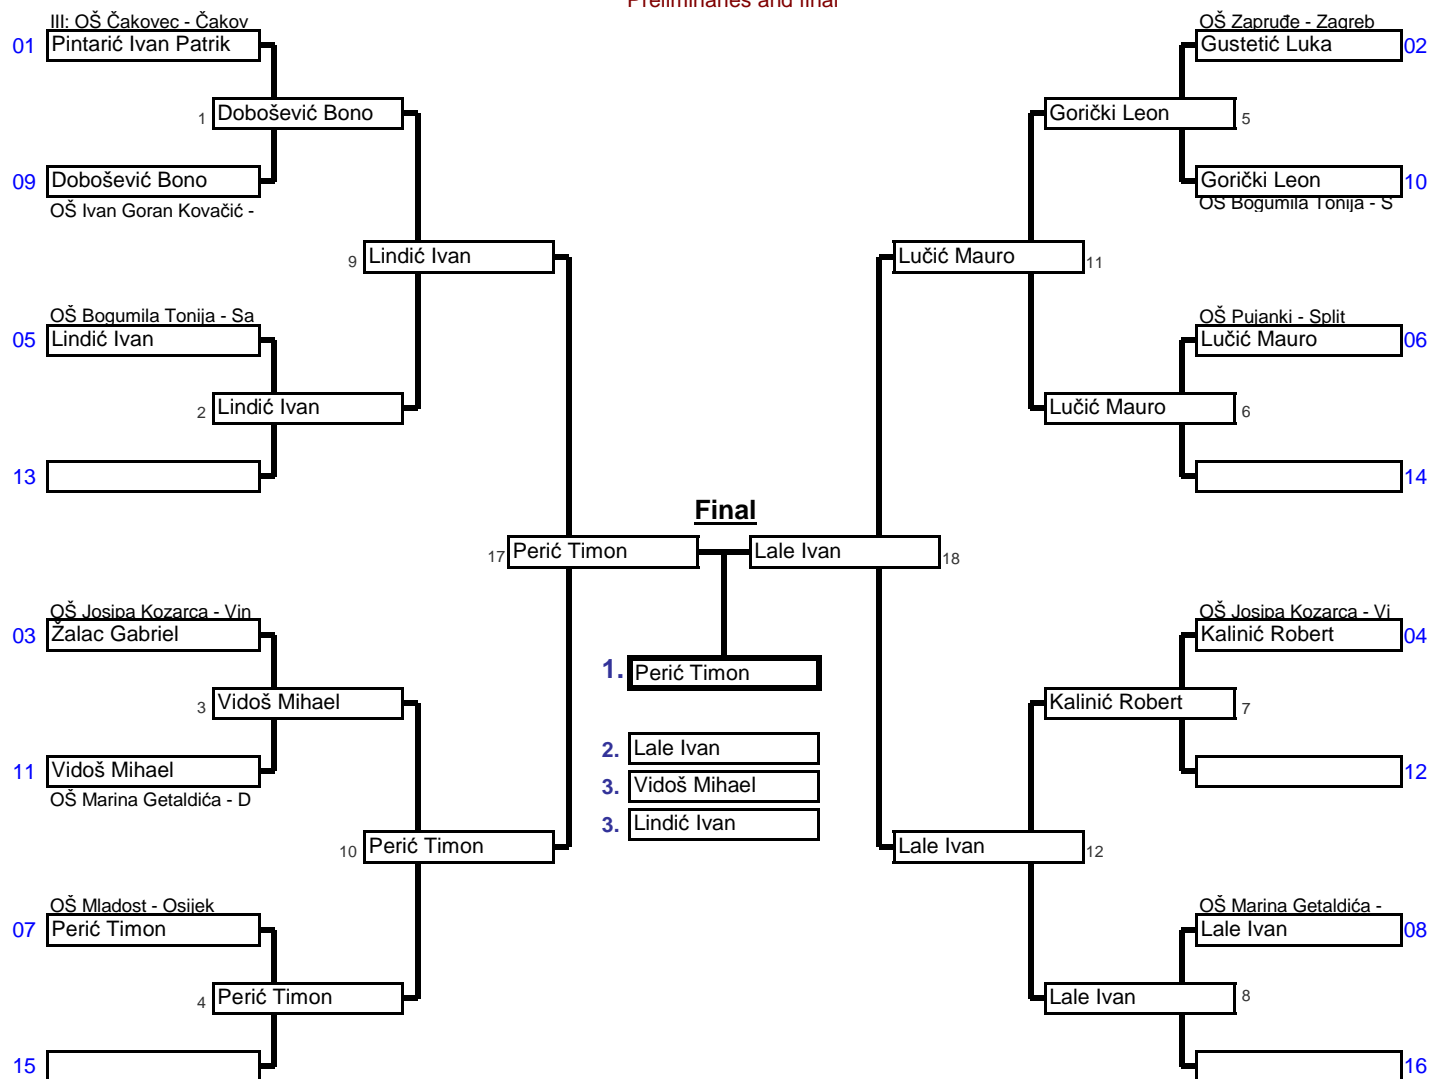 Preliminaries and final
III: OŠ Čakovec - Čakov
01 Pintarić Ivan Patrik
1 Dobošević Bono
09 Dobošević Bono
OŠ Ivan Goran Kovačić -
9 Lindić Ivan
OŠ Bogumila Tonija - Sa
05 Lindić Ivan
2 Lindić Ivan
13
17 Perić Timon
OŠ Josipa Kozarca - Vin
03 Žalac Gabriel
3 Vidoš Mihael
11 Vidoš Mihael
OŠ Marina Getaldića - D
10 Perić Timon
OŠ Mladost - Osijek
07 Perić Timon
4 Perić Timon
15
Final
1. Perić Timon
2. Lale Ivan
3. Vidoš Mihael
3. Lindić Ivan
OŠ Zapruđe - Zagreb
Gustetić Luka 02
Gorički Leon 5
Gorički Leon 10
OŠ Bogumila Tonija - S
Lučić Mauro 11
OŠ Pujanki - Split
Lučić Mauro 06
Lučić Mauro 6
14
Lale Ivan 18
OŠ Josipa Kozarca - Vi
Kalinić Robert 04
Kalinić Robert 7
12
Lale Ivan 12
OŠ Marina Getaldića -
Lale Ivan 08
Lale Ivan 8
16